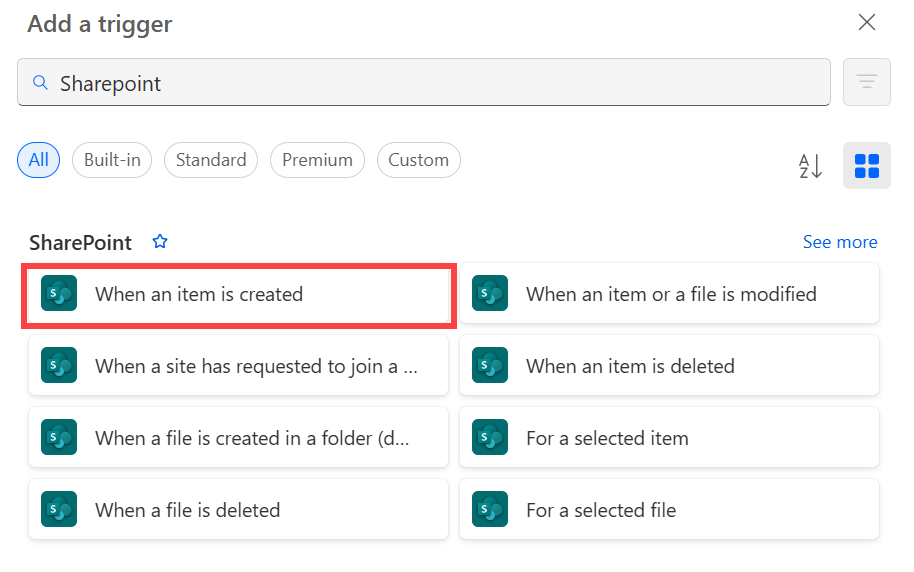 Add a trigger
Sharepoint
All Built-in Standard Premium Custom
A
Z
SharePoint See more
S When an item is created S When an item or a file is modified
S When a site has requested to join a ... S When an item is deleted
S When a file is created in a folder (d... S For a selected item
S When a file is deleted S For a selected file